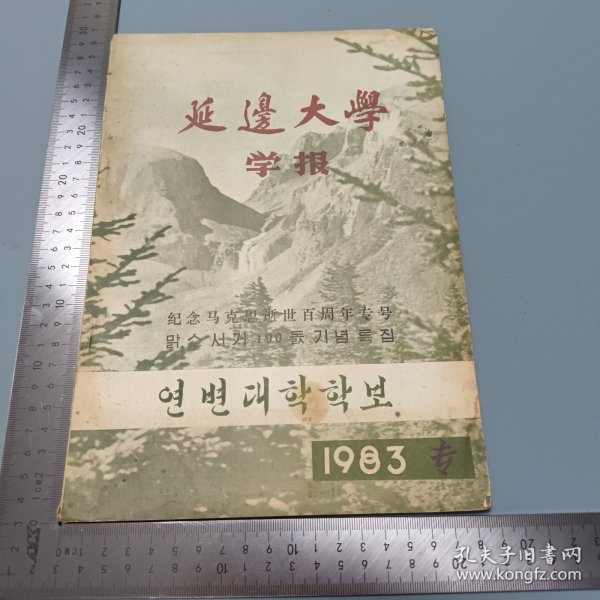 延邊大學
学报
纪念马克思逝世百周年专号
맑스서거100돐기념특집
연변대학학보
1983 专
孔夫子旧书网
www.kongfz.com